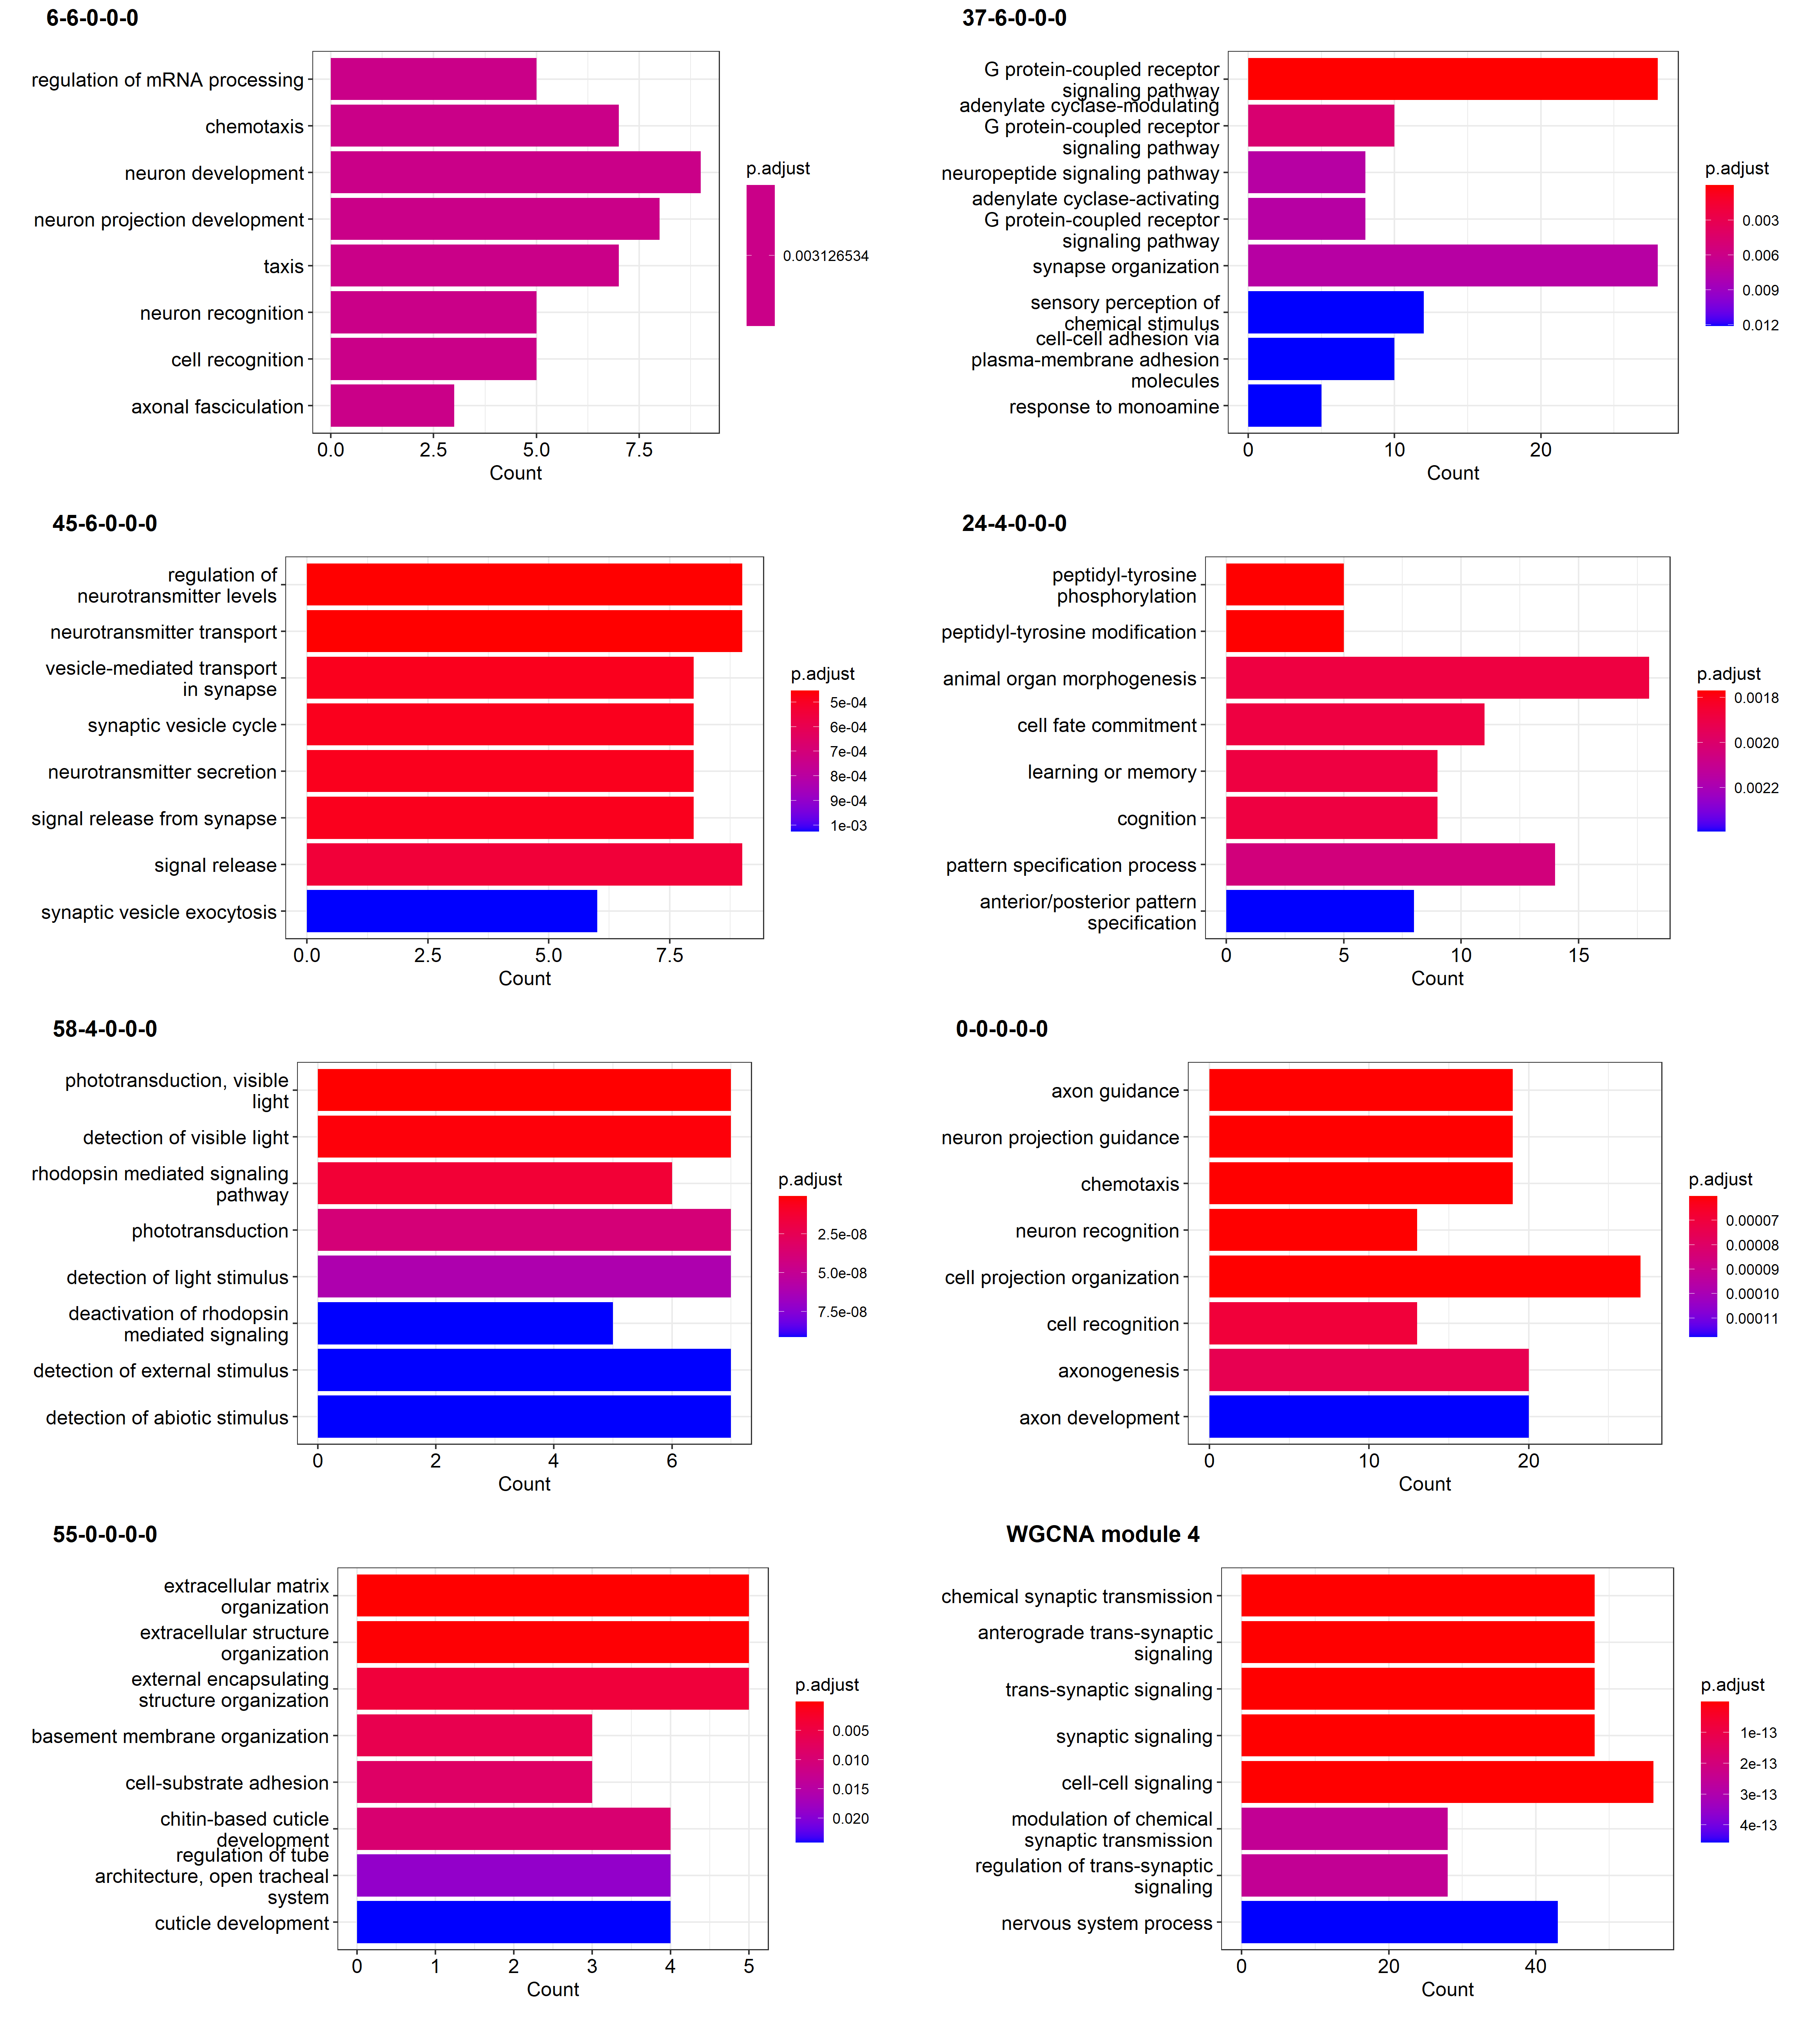 6-6-0-0-0
regulation of mRNA processing
chemotaxis
neuron development
neuron projection development
taxis
neuron recognition
cell recognition
axonal fasciculation
0.0
2.5
5.0
7.5
Count
p.adjust
0.003126534
37-6-0-0-0
G protein-coupled receptor
signaling pathway
adenylate cyclase-modulating
G protein-coupled receptor
signaling pathway
neuropeptide signaling pathway
adenylate cyclase-activating
G protein-coupled receptor
signaling pathway
synapse organization
sensory perception of
chemical stimulus
cell-cell adhesion via
plasma-membrane adhesion
molecules
response to monoamine
0
10
20
Count
p.adjust
0.003
0.006
0.009
0.012
45-6-0-0-0
regulation of
neurotransmitter levels
neurotransmitter transport
vesicle-mediated transport
in synapse
synaptic vesicle cycle
neurotransmitter secretion
signal release from synapse
signal release
synaptic vesicle exocytosis
0.0
2.5
5.0
7.5
Count
p.adjust
5e-04
6e-04
7e-04
8e-04
9e-04
1e-03
24-4-0-0-0
peptidyl-tyrosine
phosphorylation
peptidyl-tyrosine modification
animal organ morphogenesis
cell fate commitment
learning or memory
cognition
pattern specification process
anterior/posterior pattern
specification
0
5
10
15
Count
p.adjust
0.0018
0.0020
0.0022
58-4-0-0-0
phototransduction, visible
light
detection of visible light
rhodopsin mediated signaling
pathway
phototransduction
detection of light stimulus
deactivation of rhodopsin
mediated signaling
detection of external stimulus
detection of abiotic stimulus
0
2
4
6
Count
p.adjust
2.5e-08
5.0e-08
7.5e-08
0-0-0-0-0
axon guidance
neuron projection guidance
chemotaxis
neuron recognition
cell projection organization
cell recognition
axonogenesis
axon development
0
10
20
Count
p.adjust
0.00007
0.00008
0.00009
0.00010
0.00011
55-0-0-0-0
extracellular matrix
organization
extracellular structure
organization
external encapsulating
structure organization
basement membrane organization
cell-substrate adhesion
chitin-based cuticle
development
regulation of tube
architecture, open tracheal
system
cuticle development
0
1
2
3
4
5
Count
p.adjust
0.005
0.010
0.015
0.020
WGCNA module 4
chemical synaptic transmission
anterograde trans-synaptic
signaling
trans-synaptic signaling
synaptic signaling
cell-cell signaling
modulation of chemical
synaptic transmission
regulation of trans-synaptic
signaling
nervous system process
0
20
40
Count
p.adjust
1e-13
2e-13
3e-13
4e-13